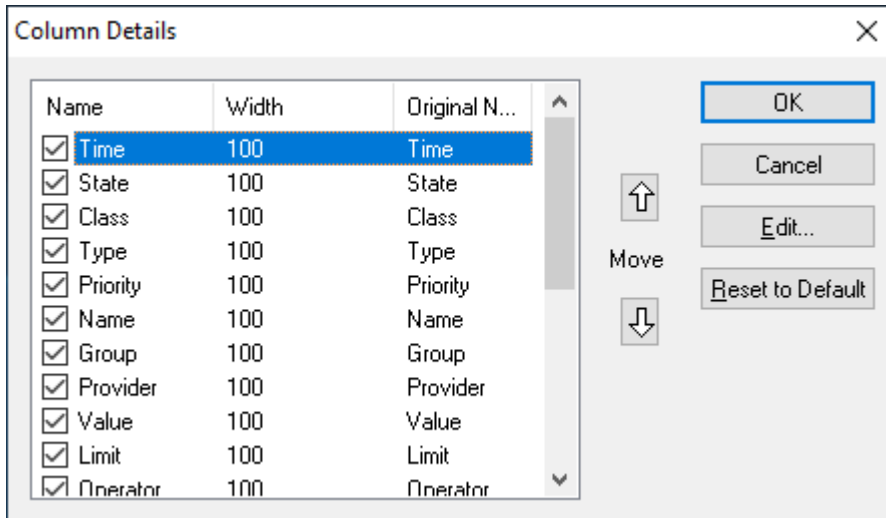 Column Details
Name Width Original N...
Time 100 Time
State 100 State
Class 100 Class
Type 100 Type
Priority 100 Priority
Name 100 Name
Group 100 Group
Provider 100 Provider
Value 100 Value
Limit 100 Limit
Operator 100 Operator
Move
OK
Cancel
Edit...
Reset to Default